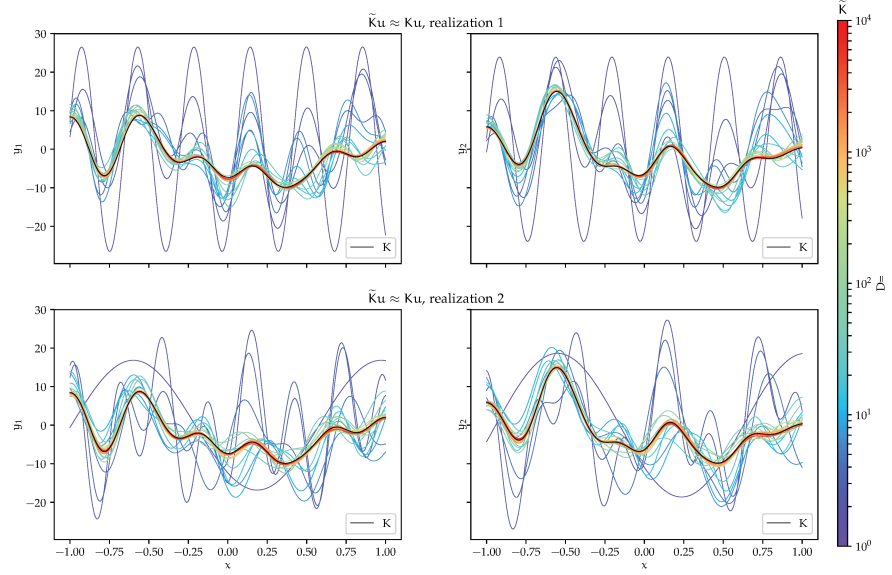 K̃u ≈ Ku, realization 1
K̃
30
20
10
0
−10
−20
y₁
y₂
K
K
10⁴
10³
10²
10¹
10⁰
D=
K̃u ≈ Ku, realization 2
30
20
10
0
−10
−20
y₁
y₂
K
K
−1.00 −0.75 −0.50 −0.25 0.00 0.25 0.50 0.75 1.00
−1.00 −0.75 −0.50 −0.25 0.00 0.25 0.50 0.75 1.00
x
x